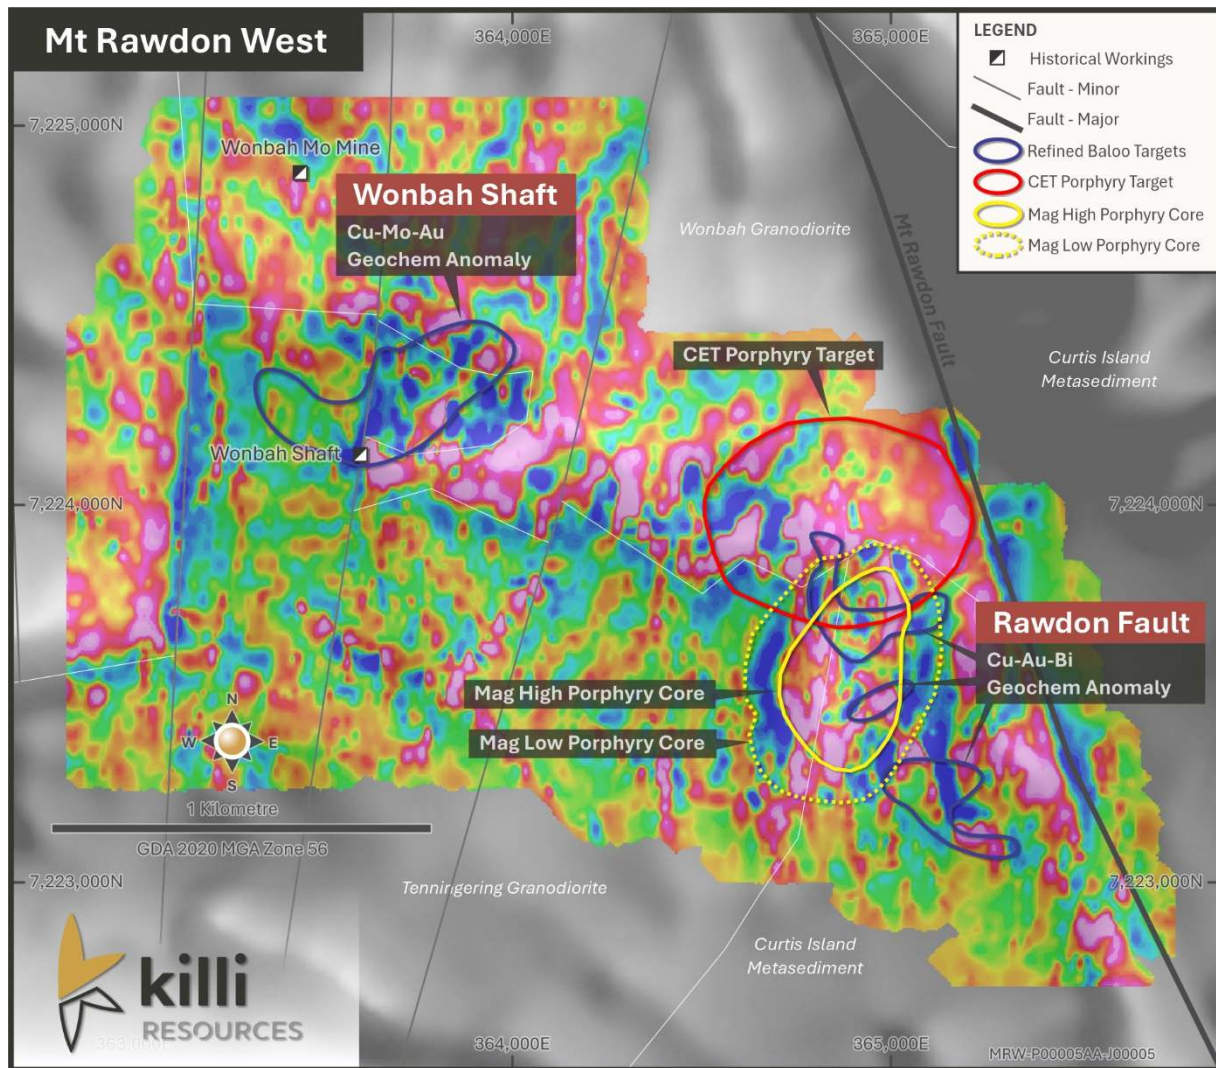 Mt Rawdon West
364,000E
365,000E
LEGEND
Historical Workings
Fault - Minor
Fault - Major
Refined Baloo Targets
CET Porphyry Target
Mag High Porphyry Core
Mag Low Porphyry Core
7,225,000N
Wonbah Mo Mine
Wonbah Shaft
Cu-Mo-Au
Geochem Anomaly
Wonbah Granodiorite
Mt Rawdon Fault
CET Porphyry Target
Curtis Island
Metasediment
Wonbah Shaft
7,224,000N
7,224,000N
Rawdon Fault
Cu-Au-Bi
Geochem Anomaly
Mag High Porphyry Core
Mag Low Porphyry Core
N
W
E
S
1 Kilometre
GDA 2020 MGA Zone 56
7,223,000N
7,223,000N
Tenningering Granodiorite
Curtis Island
Metasediment
killi
RESOURCES
363,000E
364,000E
365,000E
MRW-P00005AA-J00005